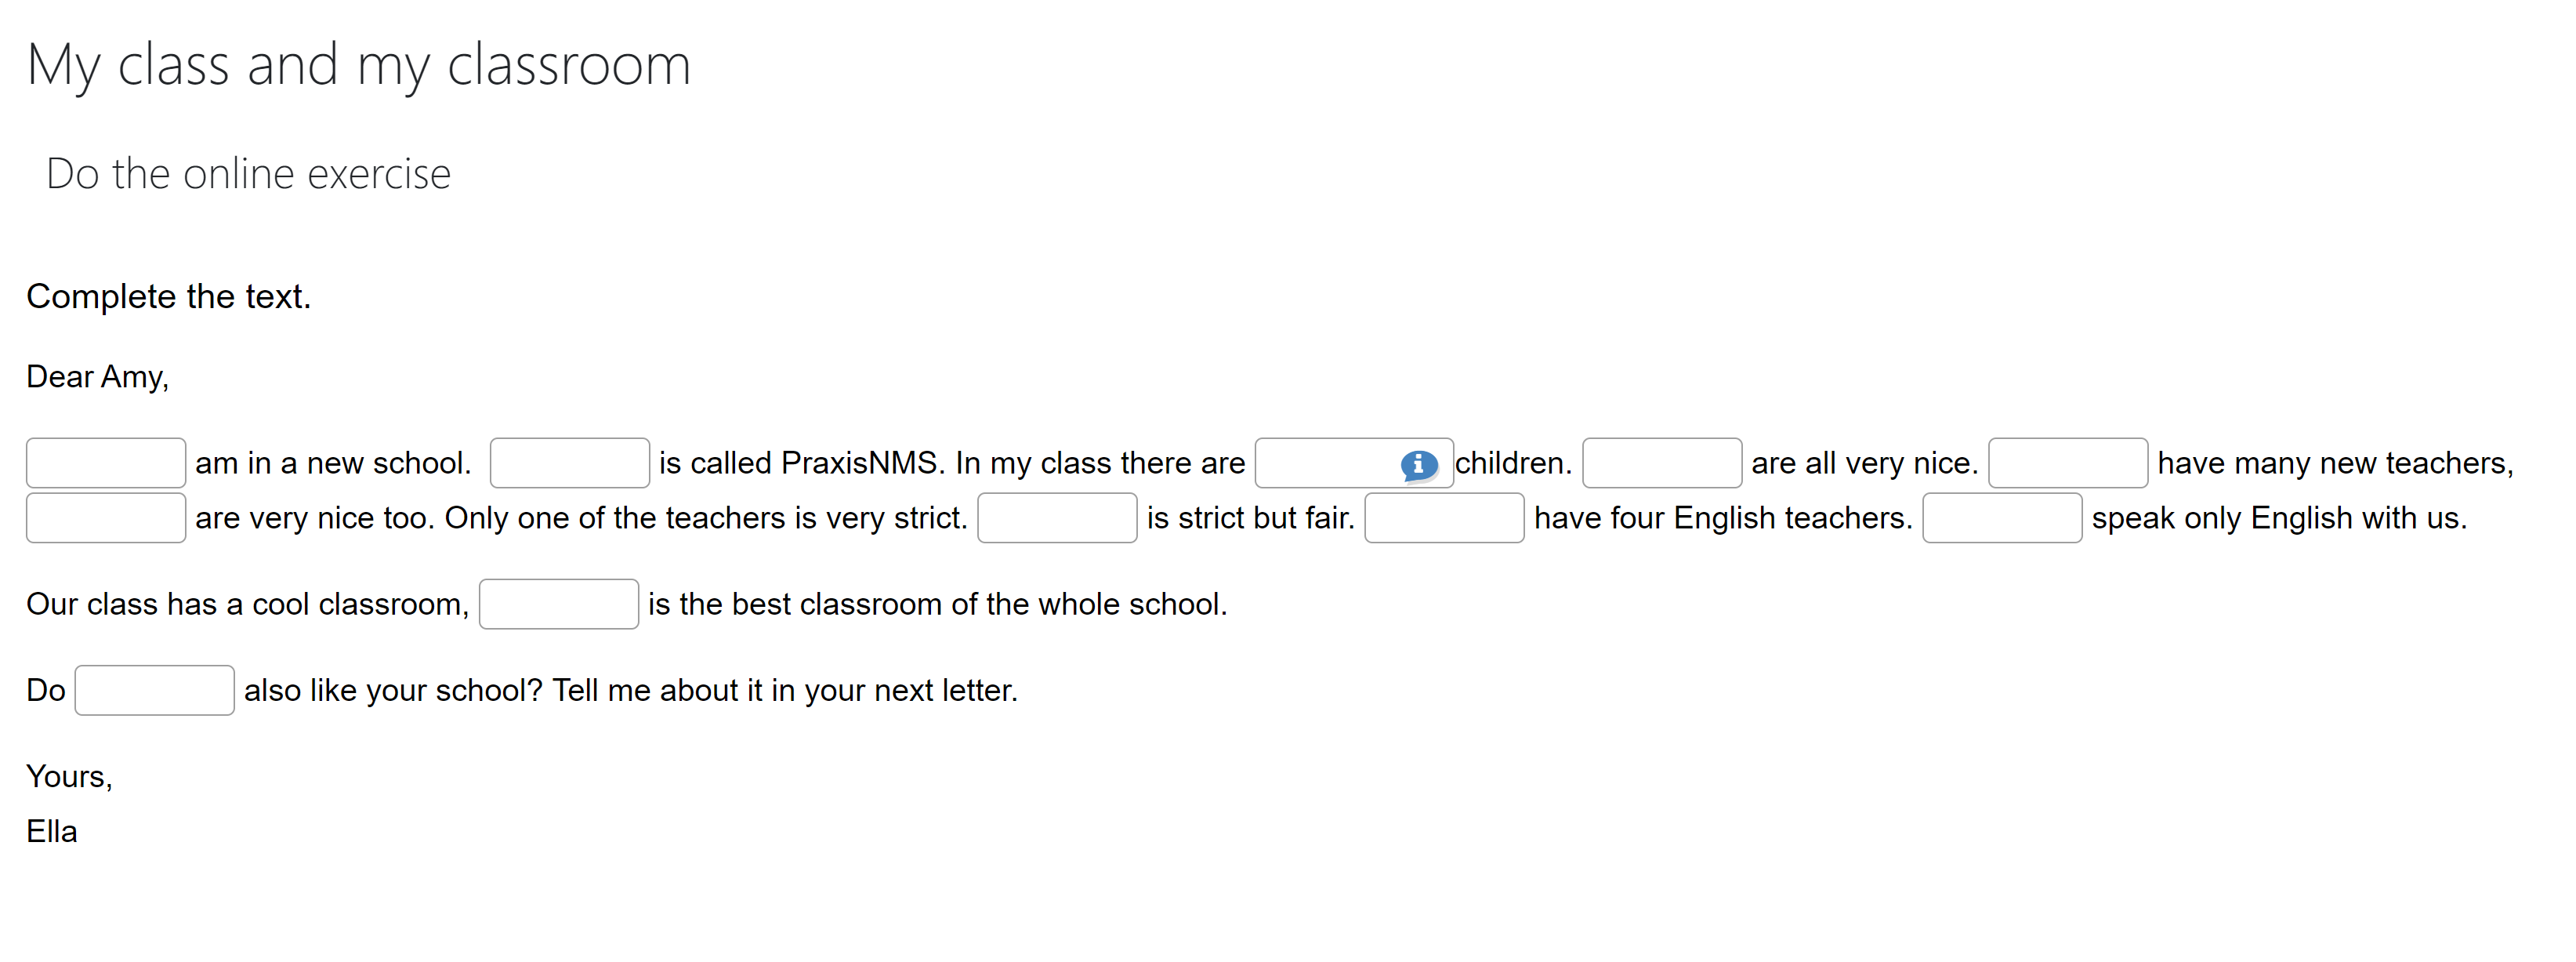 My class and my classroom
Do the online exercise
Complete the text.
Dear Amy,
am in a new school. is called PraxisNMS. In my class there are children. are all very nice. have many new teachers,
are very nice too. Only one of the teachers is very strict. is strict but fair. have four English teachers. speak only English with us.
Our class has a cool classroom, is the best classroom of the whole school.
Do also like your school? Tell me about it in your next letter.
Yours,
Ella